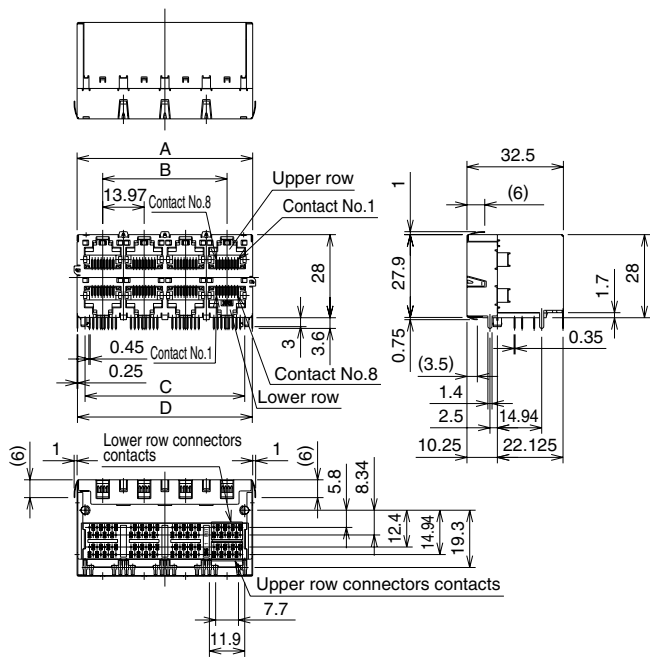 A
B
13.97
Contact No.8
Upper row
Contact No.1
28
3
3.6
0.45
0.25
Contact No.1
Contact No.8
C
Lower row
D
32.5
1
(6)
27.9
28
1.7
0.75
0.35
(3.5)
1.4
2.5
14.94
10.25
22.125
(6)
1
Lower row connectors
contacts
1
(6)
5.8
8.34
12.4
14.94
19.3
Upper row connectors contacts
7.7
11.9